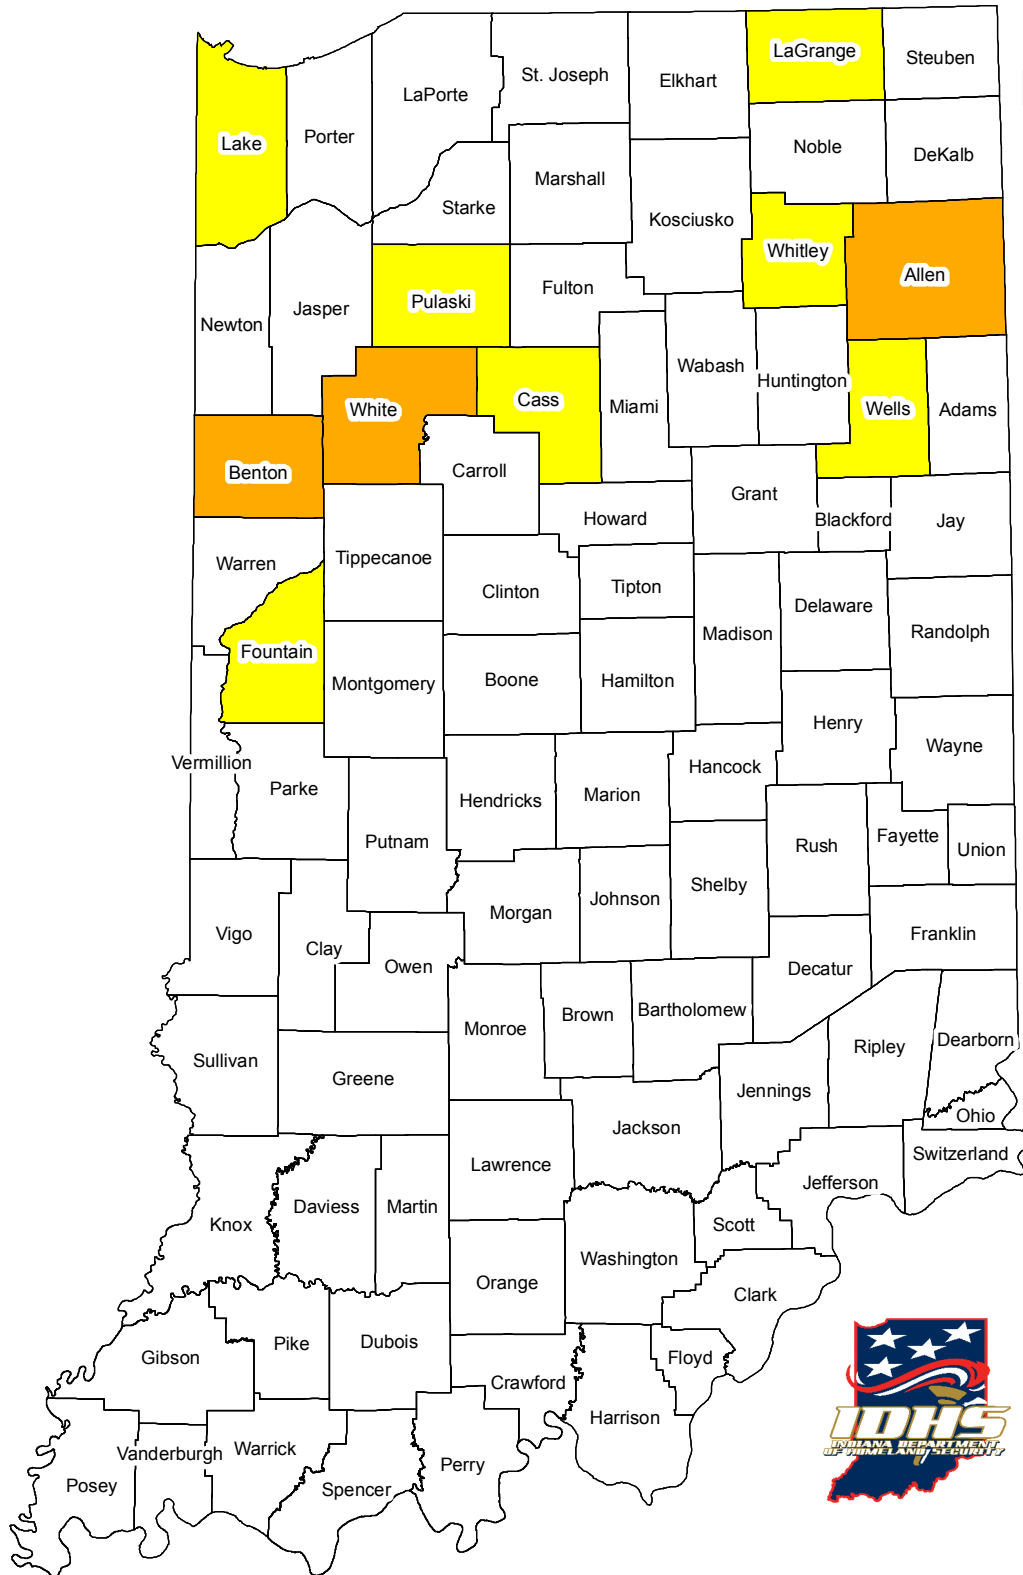 LaGrange
Steuben
St. Joseph
Elkhart
LaPorte
Lake
Porter
Noble
DeKalb
Marshall
Starke
Kosciusko
Whitley
Allen
Pulaski
Fulton
Jasper
Newton
Wabash
Huntington
White
Cass
Miami
Wells
Adams
Benton
Carroll
Grant
Howard
Blackford
Jay
Warren
Tippecanoe
Clinton
Tipton
Delaware
Madison
Randolph
Fountain
Montgomery
Boone
Hamilton
Henry
Wayne
Vermillion
Parke
Hendricks
Marion
Hancock
Putnam
Rush
Fayette
Union
Shelby
Morgan
Johnson
Vigo
Clay
Owen
Franklin
Decatur
Monroe
Brown
Bartholomew
Sullivan
Greene
Ripley
Dearborn
Jennings
Ohio
Jackson
Switzerland
Lawrence
Jefferson
Daviess
Martin
Knox
Scott
Washington
Orange
Clark
Gibson
Pike
Dubois
Floyd
Crawford
Harrison
Vanderburgh
Warrick
Perry
Posey
Spencer
IDHS
INDIANA DEPARTMENT
OF HOMELAND SECURITY